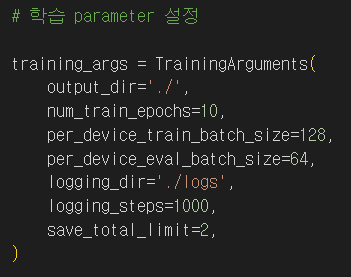 # 학습 parameter 설정

training_args = TrainingArguments(
    output_dir='./',
    num_train_epochs=10,
    per_device_train_batch_size=128,
    per_device_eval_batch_size=64,
    logging_dir='./logs',
    logging_steps=1000,
    save_total_limit=2,
)